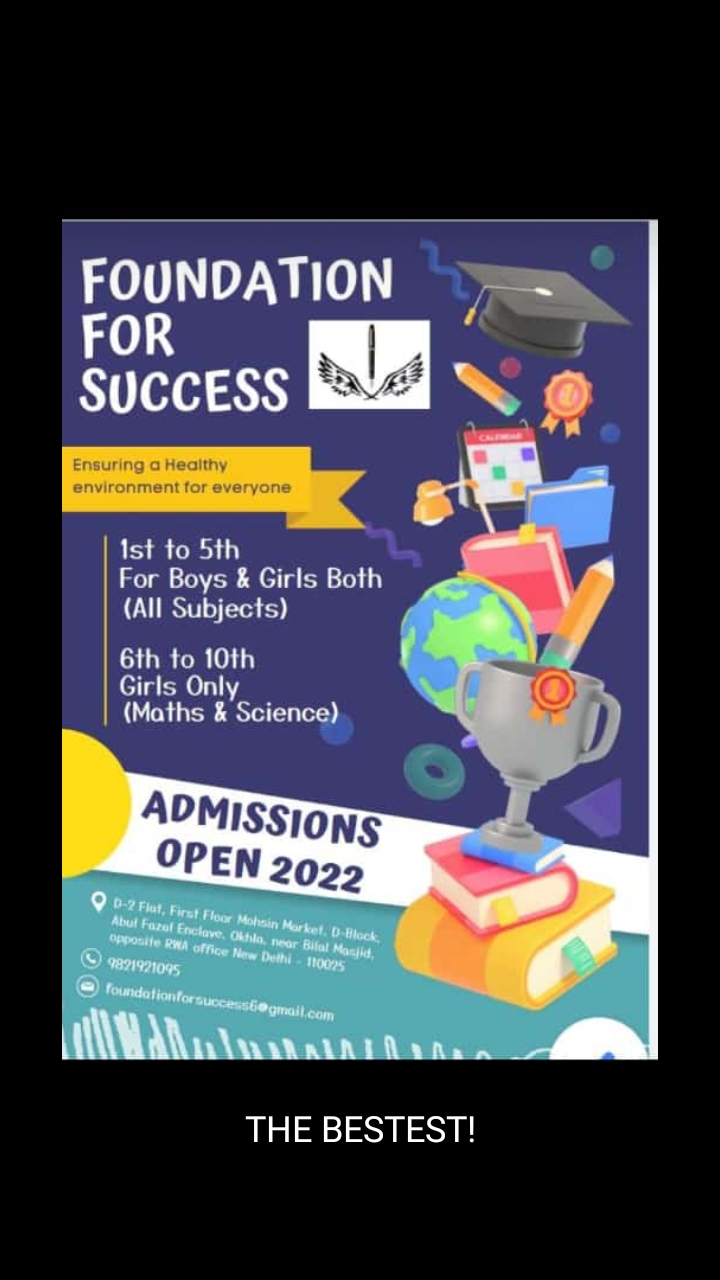 FOUNDATION
FOR
SUCCESS
Ensuring a Healthy
environment for everyone
CALENDAR
1st to 5th
For Boys & Girls Both
(All Subjects)
6th to 10th
Girls Only
(Maths & Science)
ADMISSIONS
OPEN 2022
D-2 Flat, First Floor Mohsin Market, D-Block,
Abul Fazal Enclave, Okhla, near Bilal Masjid,
opposite RWA office New Delhi - 110025
9821921095
foundationforsuccess6@gmail.com
THE BESTEST!